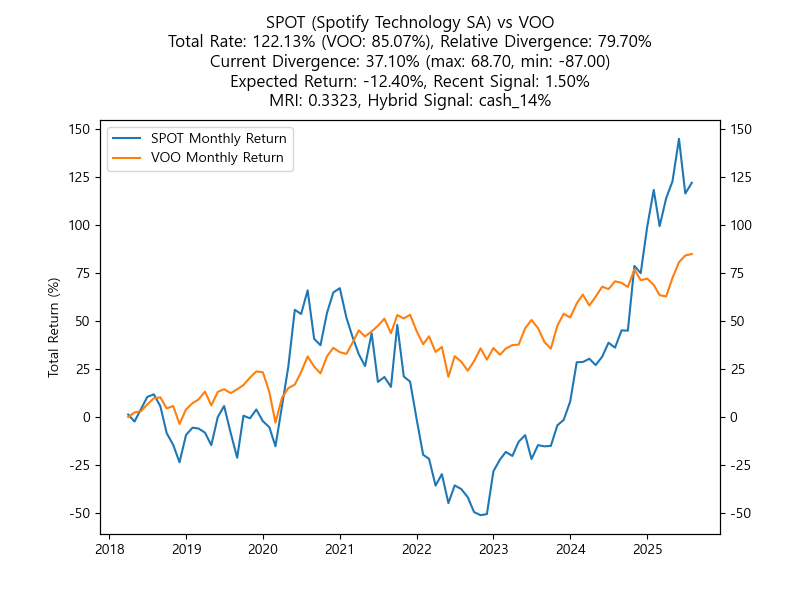 SPOT (Spotify Technology SA) vs VOO
Total Rate: 122.13% (VOO: 85.07%), Relative Divergence: 79.70%
Current Divergence: 37.10% (max: 68.70, min: -87.00)
Expected Return: -12.40%, Recent Signal: 1.50%
MRI: 0.3323, Hybrid Signal: cash_14%
SPOT Monthly Return
VOO Monthly Return
Total Return (%)
150
125
100
75
50
25
0
-25
-50
150
125
100
75
50
25
0
-25
-50
2018 2019 2020 2021 2022 2023 2024 2025